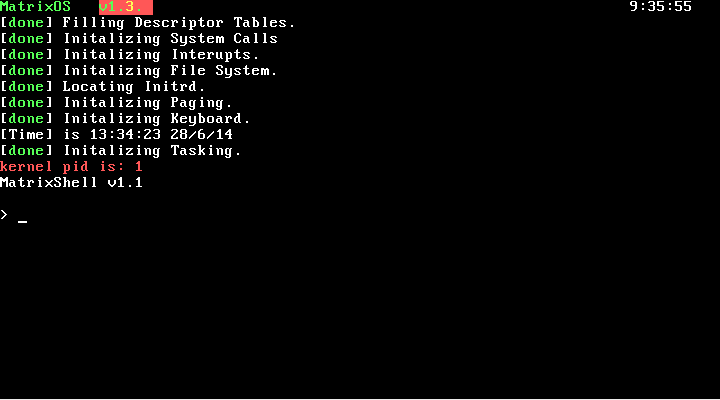 MatrixOS v1.3. 9:35:55
[done] Filling Descriptor Tables.
[done] Initalizing System Calls
[done] Initalizing Interupts.
[done] Initalizing File System.
[done] Locating Initrd.
[done] Initalizing Paging.
[done] Initalizing Keyboard.
[Time] is 13:34:23 28/6/14
[done] Initalizing Tasking.
kernel pid is: 1
MatrixShell v1.1
> _